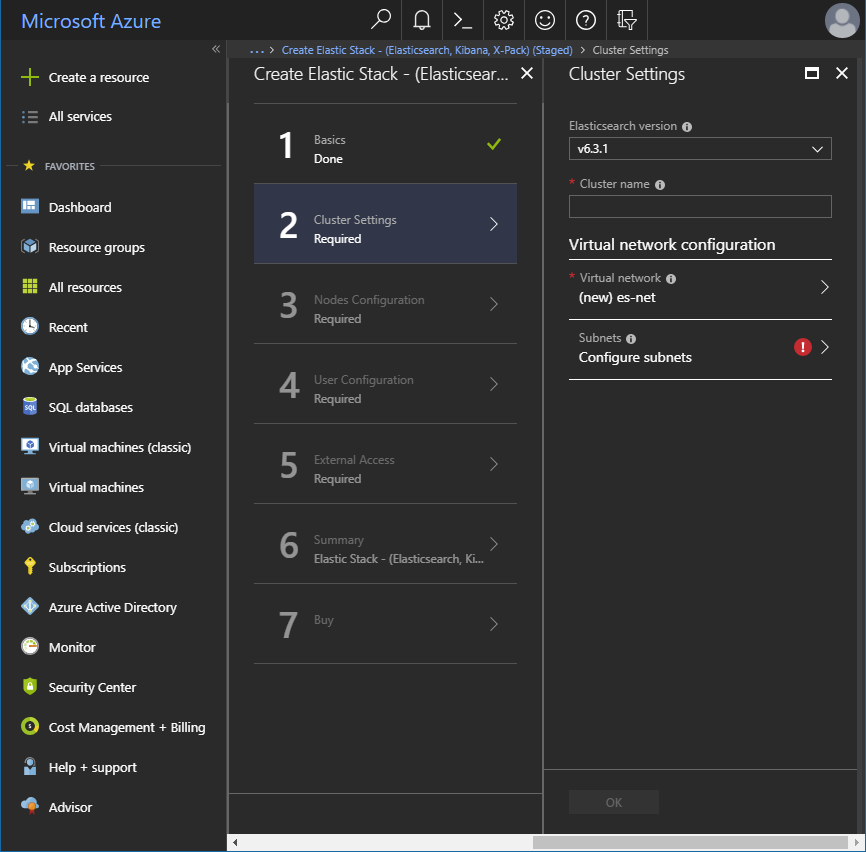 Microsoft Azure
... > Create Elastic Stack - (Elasticsearch, Kibana, X-Pack) (Staged) > Cluster Settings
Create a resource
All services
FAVORITES
Dashboard
Resource groups
All resources
Recent
App Services
SQL databases
Virtual machines (classic)
Virtual machines
Cloud services (classic)
Subscriptions
Azure Active Directory
Monitor
Security Center
Cost Management + Billing
Help + support
Advisor
Create Elastic Stack - (Elasticsear...
1 Basics
Done
2 Cluster Settings
Required
3 Nodes Configuration
Required
4 User Configuration
Required
5 External Access
Required
6 Summary
Elastic Stack - (Elasticsearch, Ki...
7 Buy
Cluster Settings
Elasticsearch version
v6.3.1
* Cluster name
Virtual network configuration
* Virtual network
(new) es-net
Subnets
Configure subnets
OK